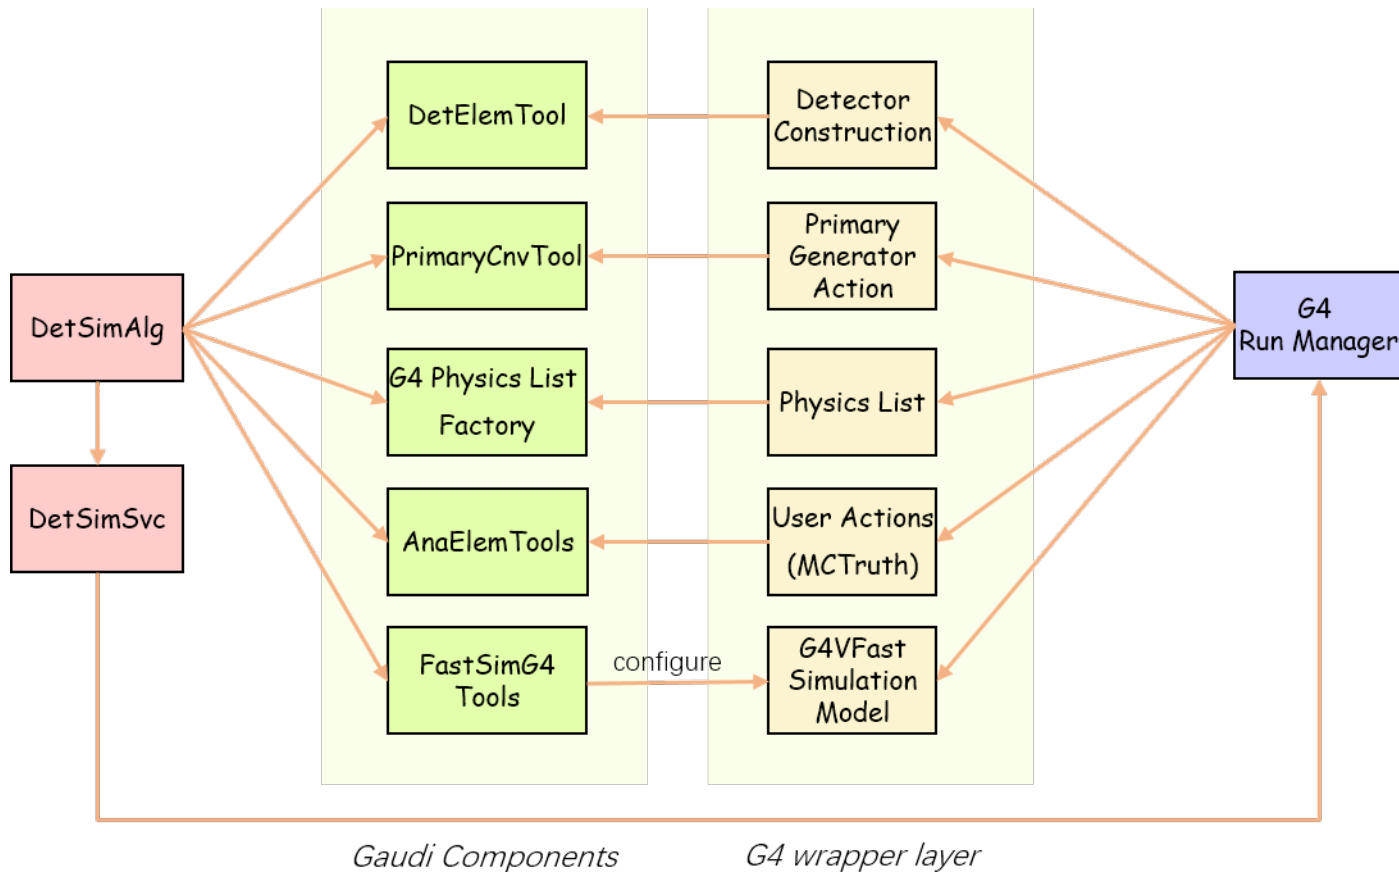 DetElemTool
Detector
Construction
PrimaryCnvTool
Primary
Generator
Action
DetSimAlg
G4
Run Manager
G4 Physics List
Factory
Physics List
DetSimSvc
AnaElemTools
User Actions
(MCTruth)
FastSimG4
Tools
configure
G4VFast
Simulation
Model
Gaudi Components
G4 wrapper layer